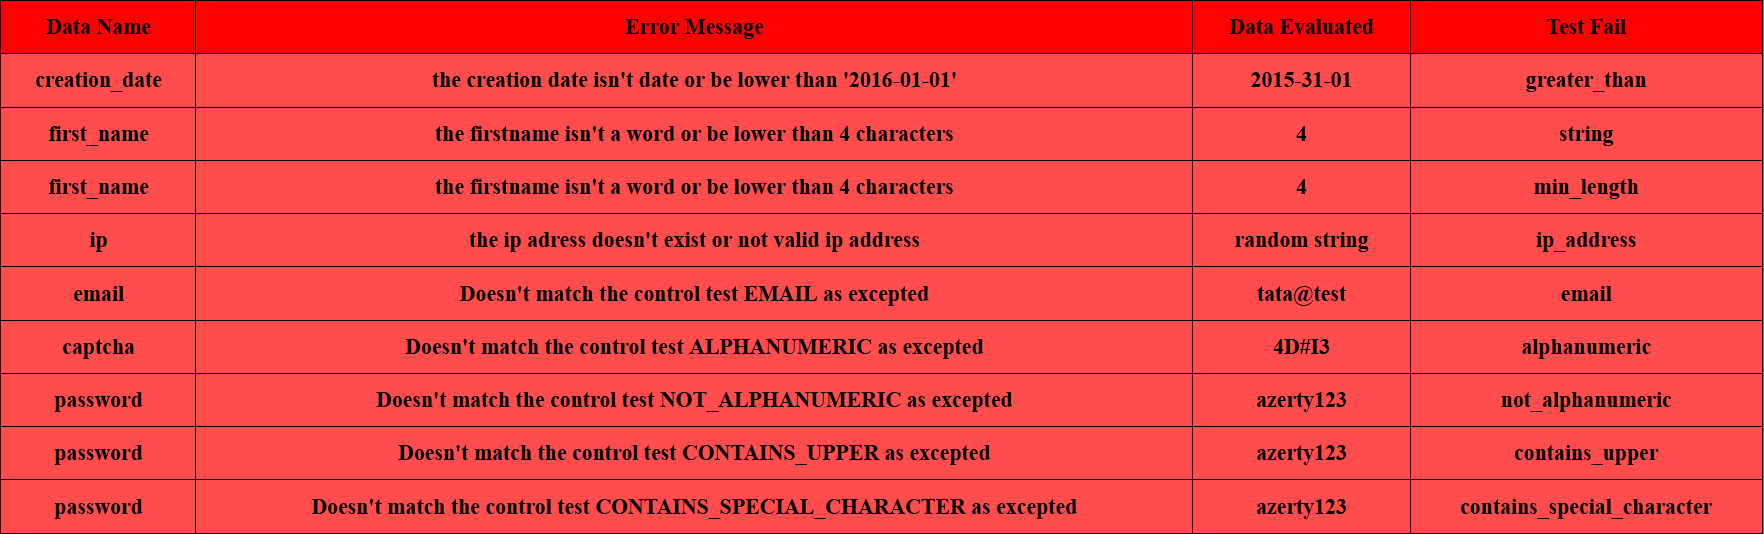 Data Name Error Message Data Evaluated Test Fail
creation_date the creation date isn't date or be lower than '2016-01-01' 2015-31-01 greater_than
first_name the firstname isn't a word or be lower than 4 characters 4 string
first_name the firstname isn't a word or be lower than 4 characters 4 min_length
ip the ip adress doesn't exist or not valid ip address random string ip_address
email Doesn't match the control test EMAIL as excepted tata@test email
captcha Doesn't match the control test ALPHANUMERIC as excepted 4D#I3 alphanumeric
password Doesn't match the control test NOT_ALPHANUMERIC as excepted azerty123 not_alphanumeric
password Doesn't match the control test CONTAINS_UPPER as excepted azerty123 contains_upper
password Doesn't match the control test CONTAINS_SPECIAL_CHARACTER as excepted azerty123 contains_special_character